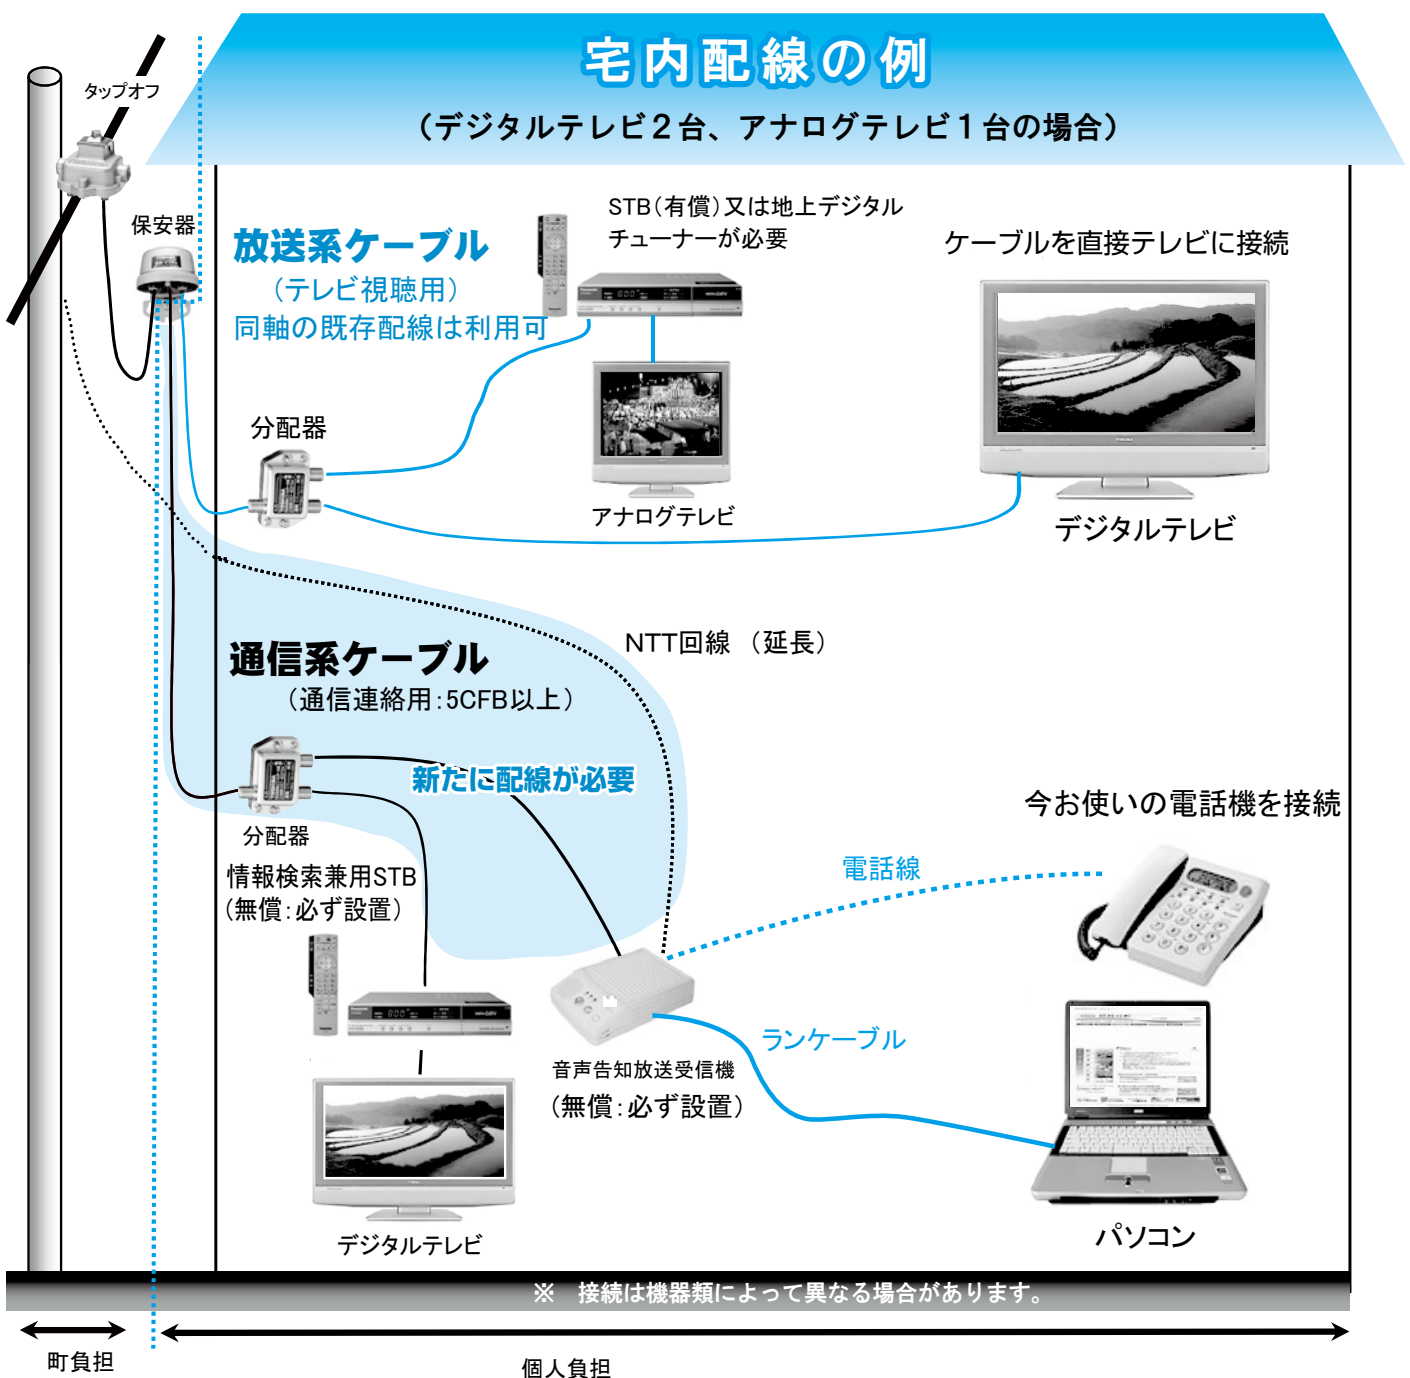 宅内配線の例
（デジタルテレビ２台、アナログテレビ１台の場合）
タップオフ
保安器
放送系ケーブル
（テレビ視聴用）
同軸の既存配線は利用可
STB（有償）又は地上デジタル
チューナーが必要
ケーブルを直接テレビに接続
分配器
アナログテレビ
デジタルテレビ
NTT回線 （延長）
通信系ケーブル
（通信連絡用：5CFB以上）
新たに配線が必要
分配器
情報検索兼用STB
（無償：必ず設置）
今お使いの電話機を接続
電話線
ランケーブル
音声告知放送受信機
（無償：必ず設置）
デジタルテレビ
パソコン
※　接続は機器類によって異なる場合があります。
町負担
個人負担